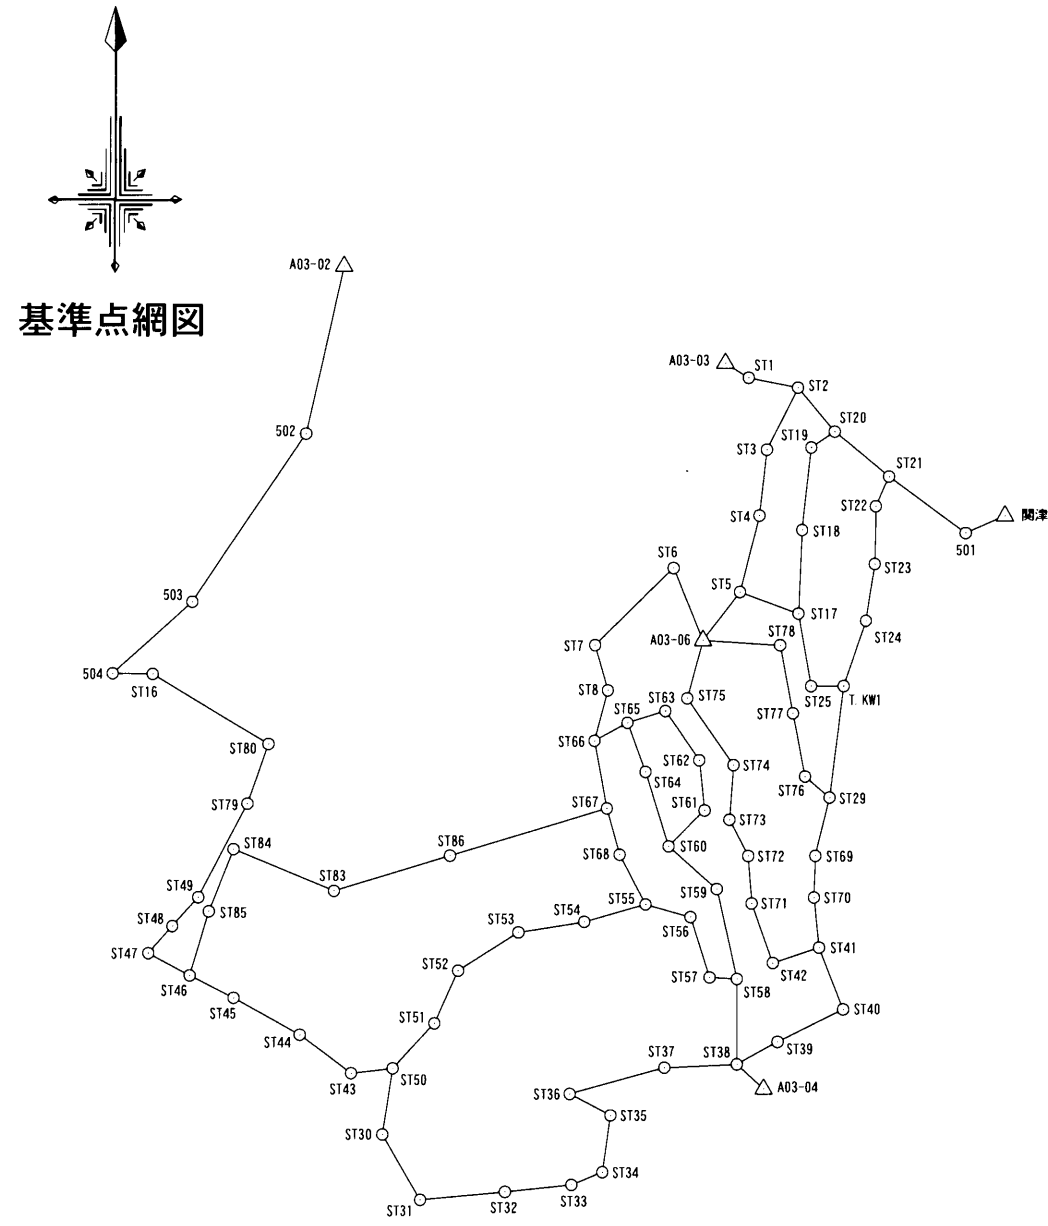 A03-02
基準点網図
A03-03
ST1
ST2
ST20
502
ST19
ST3
ST21
ST22
ST4
関津
ST18
501
ST6
ST23
ST5
503
ST17
ST24
ST7
A03-06
ST78
504
ST16
ST8
ST75
ST25
T. KW1
ST63
ST65
ST77
ST80
ST66
ST62
ST74
ST64
ST76
ST79
ST29
ST67
ST61
ST73
ST84
ST86
ST68
ST60
ST72
ST69
ST83
ST49
ST59
ST70
ST85
ST55
ST71
ST48
ST54
ST53
ST56
ST47
ST41
ST52
ST42
ST46
ST57
ST58
ST45
ST40
ST51
ST44
ST39
ST37
ST38
ST50
ST43
A03-04
ST36
ST35
ST30
ST34
ST33
ST32
ST31